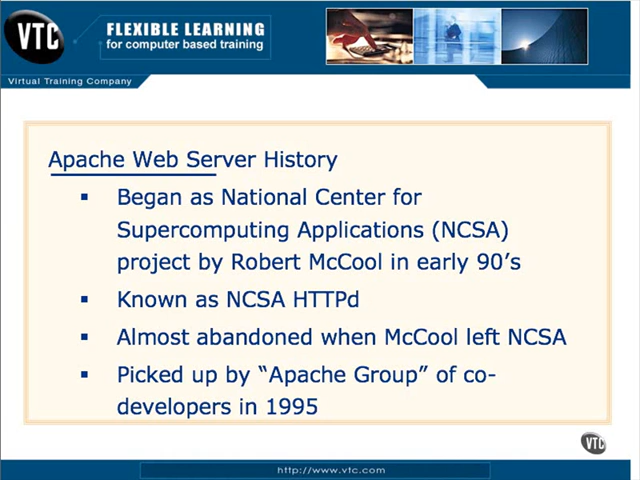 VTC
FLEXIBLE LEARNING
for computer based training
Virtual Training Company
Apache Web Server History
▪ Began as National Center for
Supercomputing Applications (NCSA)
project by Robert McCool in early 90’s
▪ Known as NCSA HTTPd
▪ Almost abandoned when McCool left NCSA
▪ Picked up by “Apache Group” of co-
developers in 1995
VTC
http://www.vtc.com